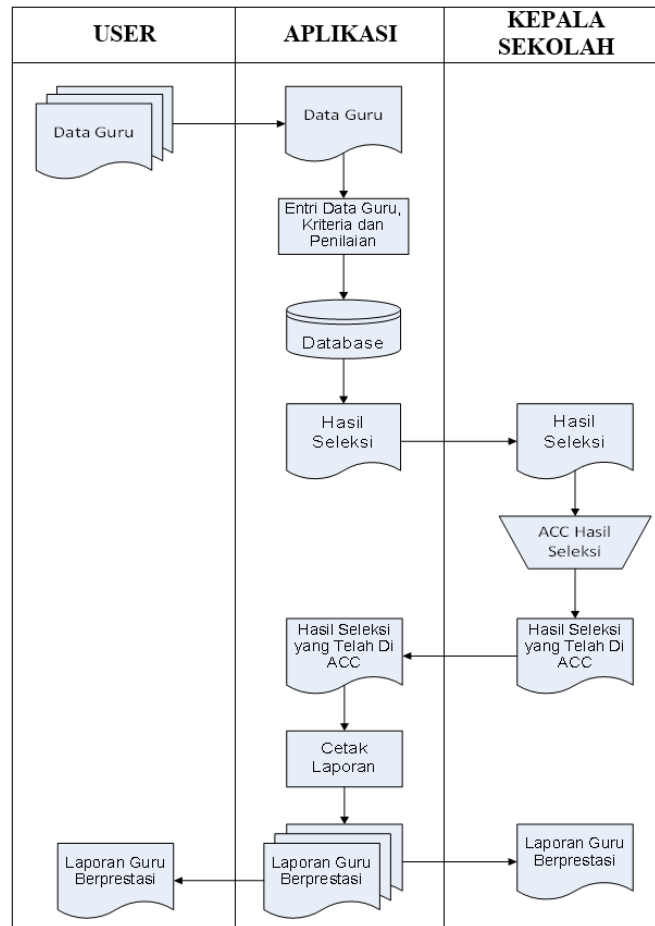 USER
APLIKASI
KEPALA
SEKOLAH
Data Guru
Data Guru
Entri Data Guru,
Kriteria dan
Penilaian
Database
Hasil
Seleksi
Hasil
Seleksi
ACC Hasil
Seleksi
Hasil Seleksi
yang Telah Di
ACC
Hasil Seleksi
yang Telah Di
ACC
Cetak
Laporan
Laporan Guru
Berprestasi
Laporan Guru
Berprestasi
Laporan Guru
Berprestasi